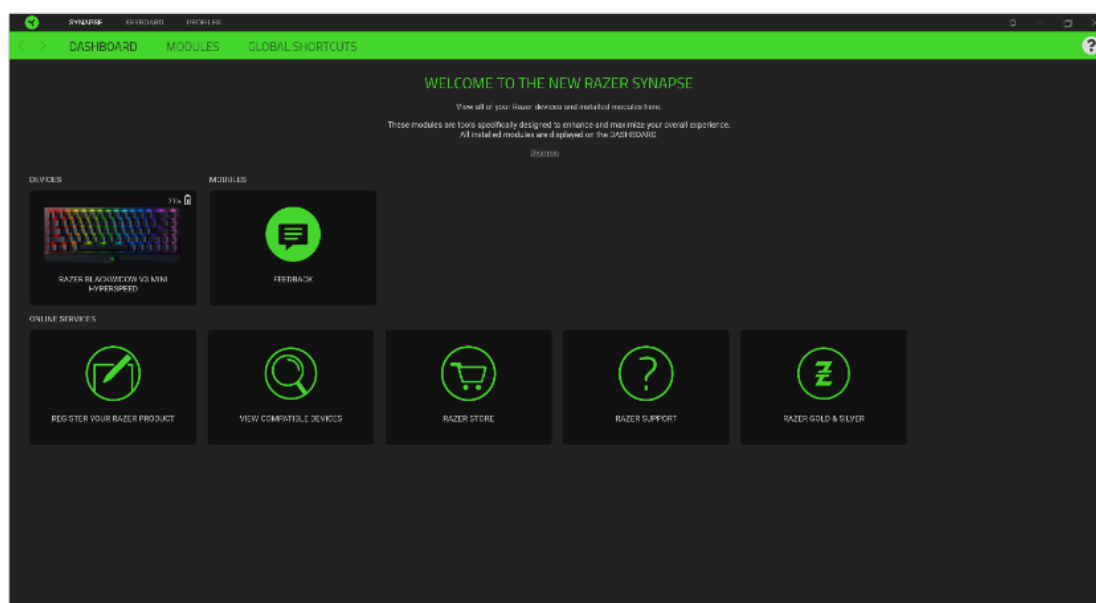 SYNAPSE KEYBOARD PROFILES
DASHBOARD MODULES GLOBAL SHORTCUTS
?
WELCOME TO THE NEW RAZER SYNAPSE
View all of your Razer devices and installed modules here.
These modules are tools specifically designed to enhance and maximize your overall experience.
All installed modules are displayed on the DASHBOARD.
Dismiss
DEVICES
MODULES
RAZER BLACKWIDOW V3 MINI
HYPERSPEED
FEEDBACK
ONLINE SERVICES
REGISTER YOUR RAZER PRODUCT
VIEW COMPATIBLE DEVICES
RAZER STORE
RAZER SUPPORT
RAZER GOLD & SILVER